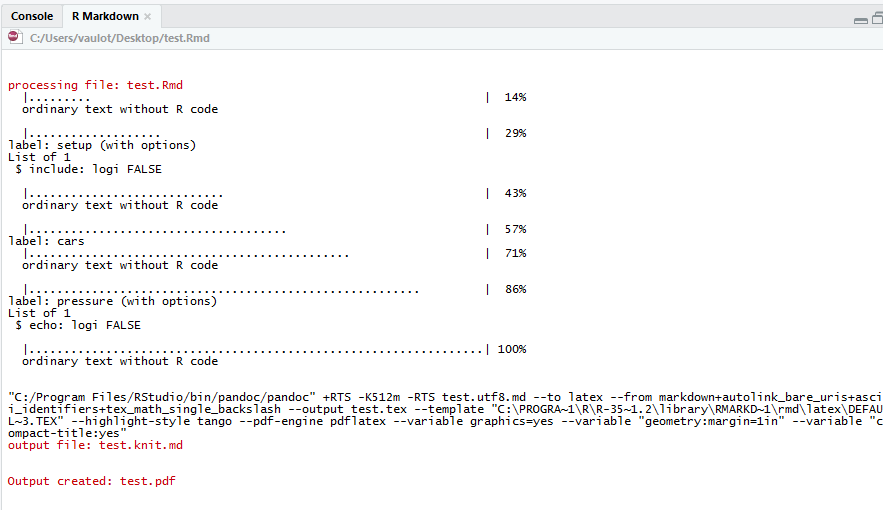 Console R Markdown ×
C:/Users/vaulot/Desktop/test.Rmd
processing file: test.Rmd
|......... | 14%
ordinary text without R code
|................... | 29%
label: setup (with options)
List of 1
$ include: logi FALSE
|............................ | 43%
ordinary text without R code
|..................................... | 57%
label: cars
|.............................................. | 71%
ordinary text without R code
|........................................................ | 86%
label: pressure (with options)
List of 1
$ echo: logi FALSE
|.................................................................| 100%
ordinary text without R code
"C:/Program Files/RStudio/bin/pandoc/pandoc" +RTS -K512m -RTS test.utf8.md --to latex --from markdown+autolink_bare_uris+asci
i_identifiers+tex_math_single_backslash --output test.tex --template "C:\PROGRA~1\R\R-35~1.2\library\RMARKD~1\rmd\latex\DEFAU
L~3.TEX" --highlight-style tango --pdf-engine pdflatex --variable graphics=yes --variable "geometry:margin=1in" --variable "c
ompact-title:yes"
output file: test.knit.md
Output created: test.pdf